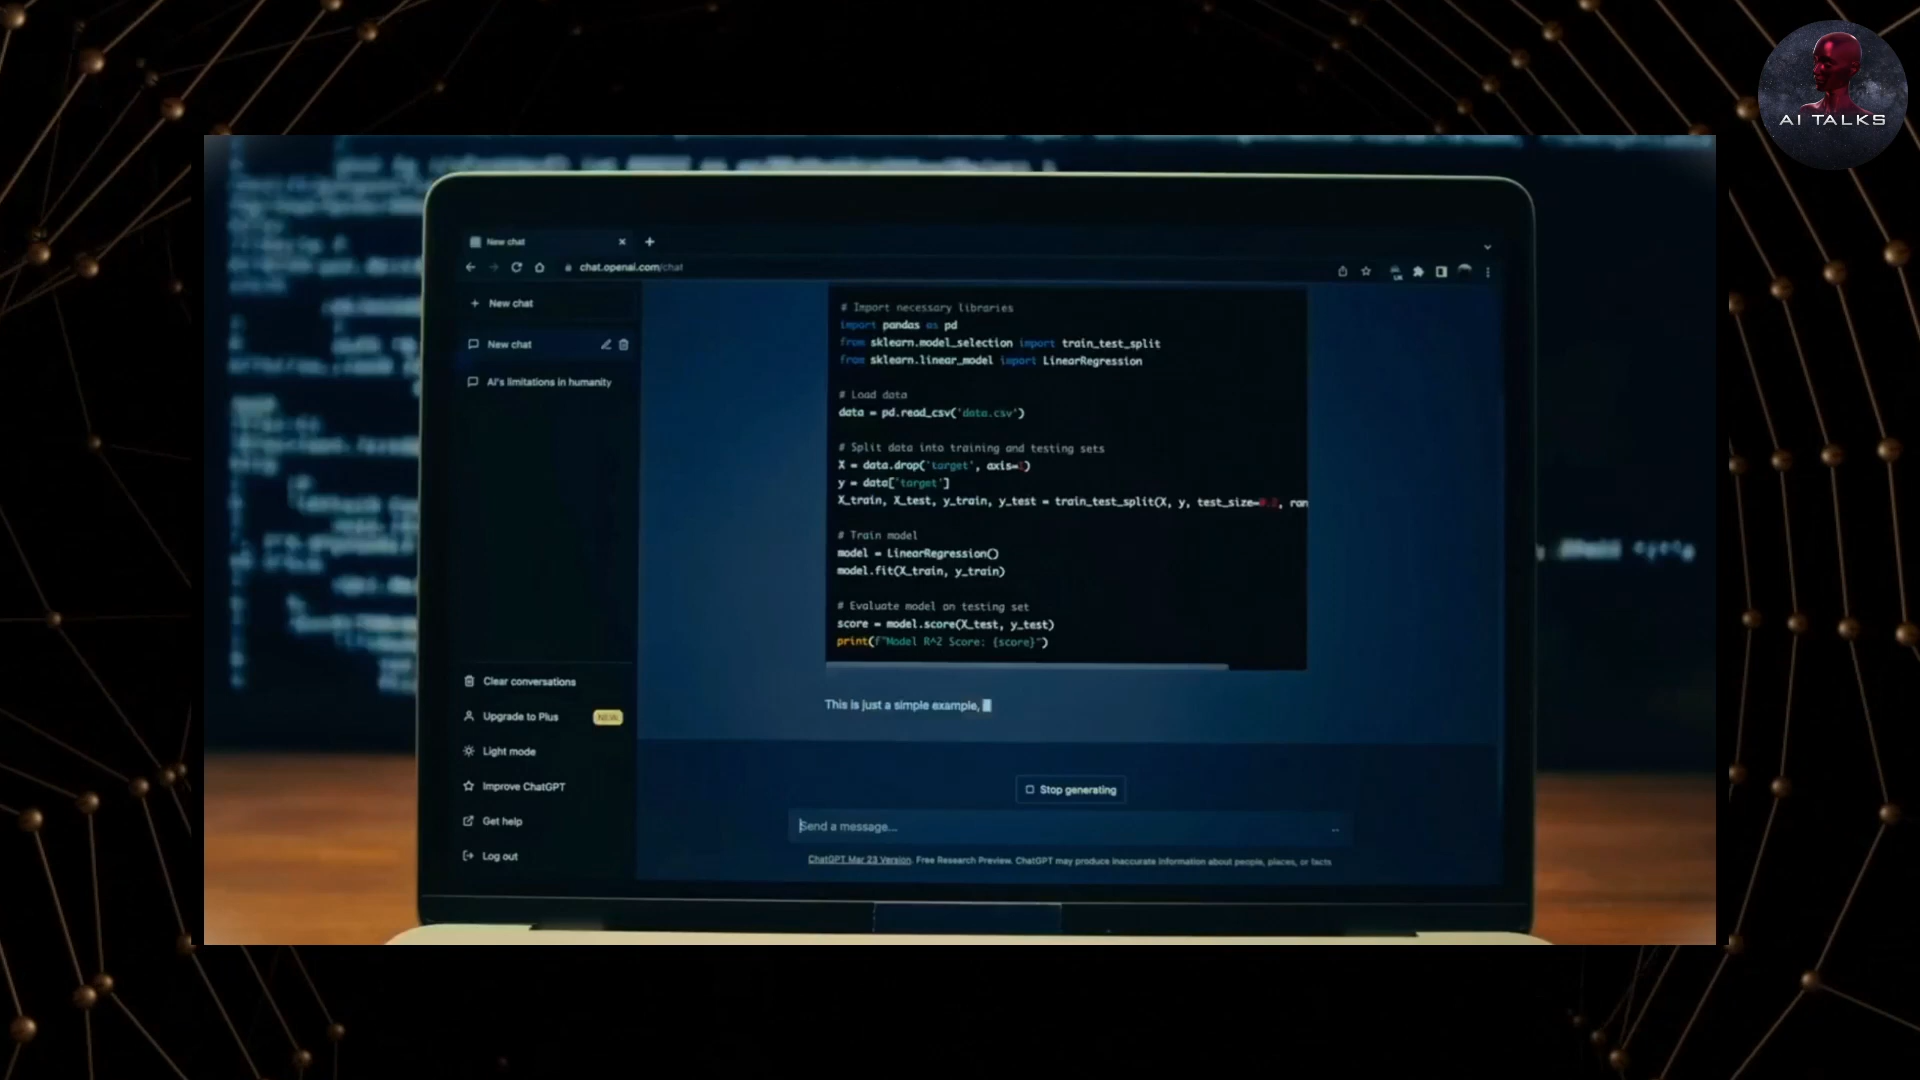 AI TALKS
New chat
chat.openai.com/chat
New chat
New chat
AI's limitations in humanity
Clear conversations
Upgrade to Plus NEW
Light mode
Improve ChatGPT
Get help
Log out
# Import necessary libraries
import pandas as pd
from sklearn.model_selection import train_test_split
from sklearn.linear_model import LinearRegression
# Load data
data = pd.read_csv('data.csv')
# Split data into training and testing sets
X = data.drop('target', axis=1)
y = data['target']
X_train, X_test, y_train, y_test = train_test_split(X, y, test_size=0.2, ran
# Train model
model = LinearRegression()
model.fit(X_train, y_train)
# Evaluate model on testing set
score = model.score(X_test, y_test)
print(f"Model R^2 Score: {score}")
This is just a simple example,
Stop generating
Send a message...
ChatGPT Mar 23 Version. Free Research Preview. ChatGPT may produce inaccurate information about people, places, or facts